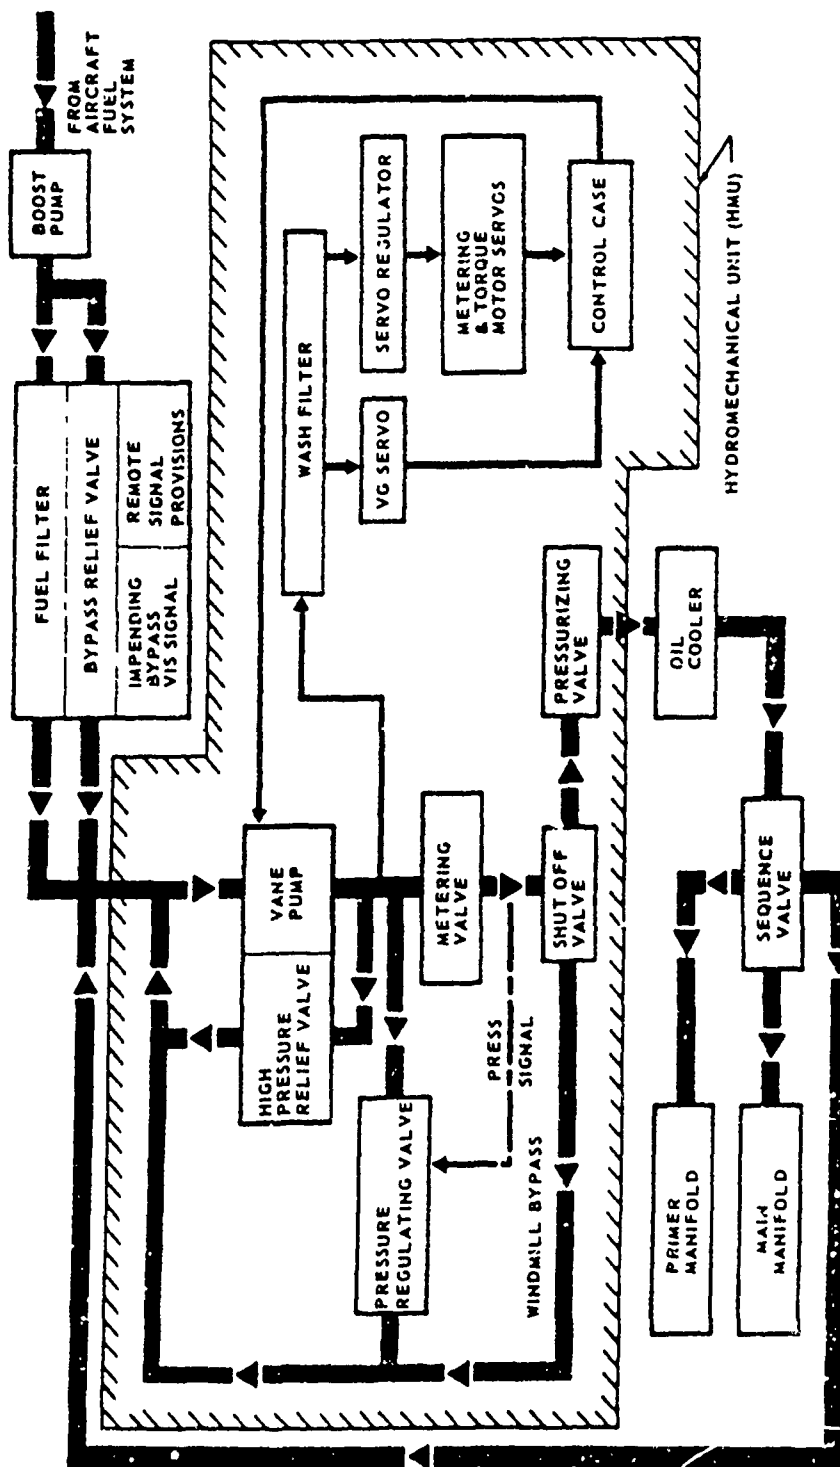 FROM
AIRCRAFT
FUEL
SYSTEM
BOOST
PUMP
FUEL FILTER
BYPASS RELIEF VALVE
IMPENDING
BYPASS
VIS SIGNAL
REMOTE
SIGNAL
PROVISIONS
WASH FILTER
SERVO REGULATOR
METERING
& TORQUE
MOTOR SERVOS
VG SERVO
CONTROL CASE
HYDROMECHANICAL UNIT (HMU)
VANE
PUMP
HIGH
PRESSURE
RELIEF VALVE
METERING
VALVE
PRESSURE
REGULATING VALVE
PRESS
SIGNAL
SHUT OFF
VALVE
PRESSURIZING
VALVE
WINDMILL BYPASS
OIL
COOLER
SEQUENCE
VALVE
PRIMER
MANIFOLD
MAIN
MANIFOLD